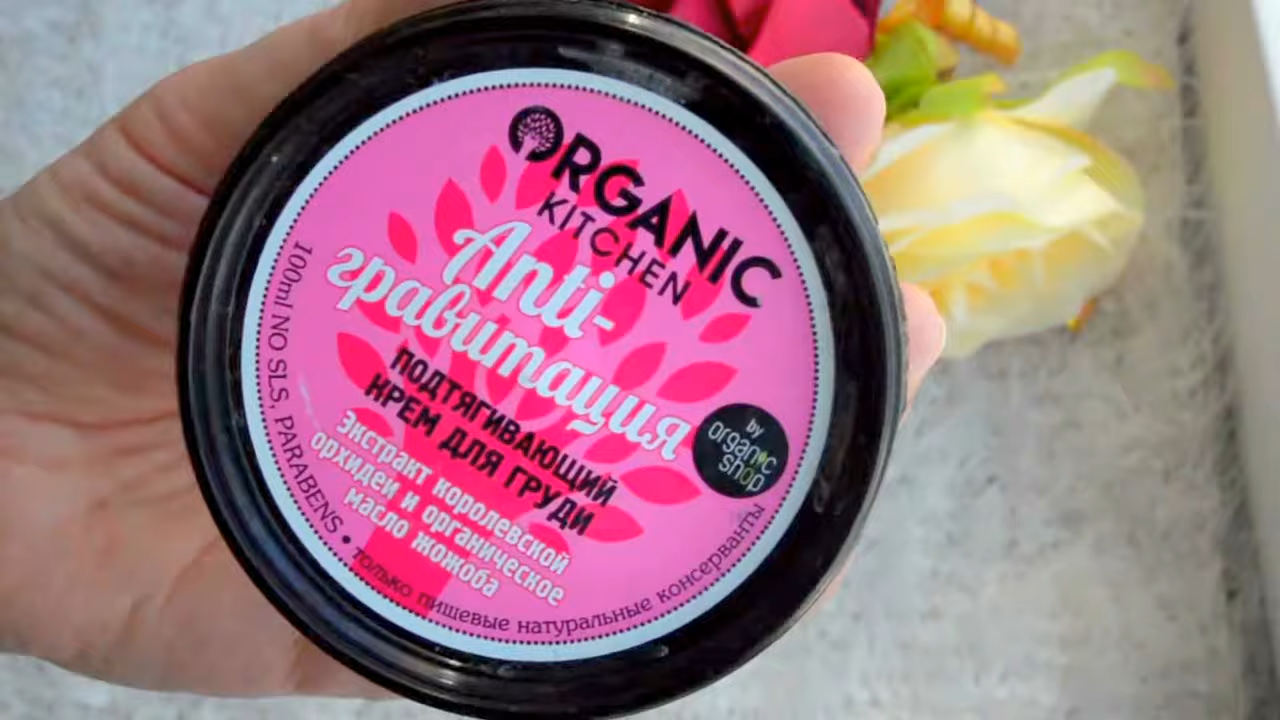 ORGANIC
KITCHEN
Anti-
гравитация
ПОДТЯГИВАЮЩИЙ
КРЕМ ДЛЯ ГРУДИ
Экстракт королевской
орхидеи и органическое
масло жожоба
by
organic
shop
100ml NO SLS, PARABENS • только пищевые натуральные консерванты